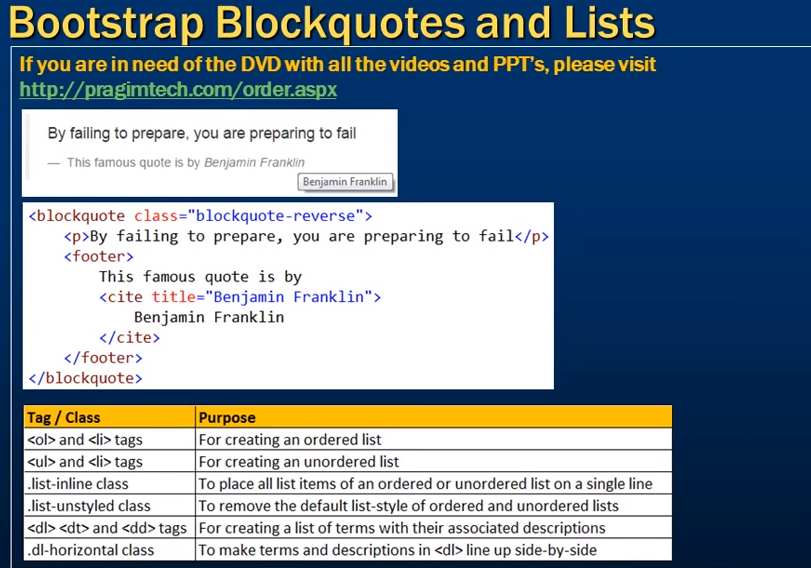 Bootstrap Blockquotes and Lists
If you are in need of the DVD with all the videos and PPT's, please visit
http://pragimtech.com/order.aspx
By failing to prepare, you are preparing to fail
— This famous quote is by Benjamin Franklin
Benjamin Franklin
<blockquote class="blockquote-reverse">
<p>By failing to prepare, you are preparing to fail</p>
<footer>
This famous quote is by
<cite title="Benjamin Franklin">
Benjamin Franklin
</cite>
</footer>
</blockquote>
Tag / Class Purpose
<ol> and <li> tags For creating an ordered list
<ul> and <li> tags For creating an unordered list
.list-inline class To place all list items of an ordered or unordered list on a single line
.list-unstyled class To remove the default list-style of ordered and unordered lists
<dl> <dt> and <dd> tags For creating a list of terms with their associated descriptions
.dl-horizontal class To make terms and descriptions in <dl> line up side-by-side